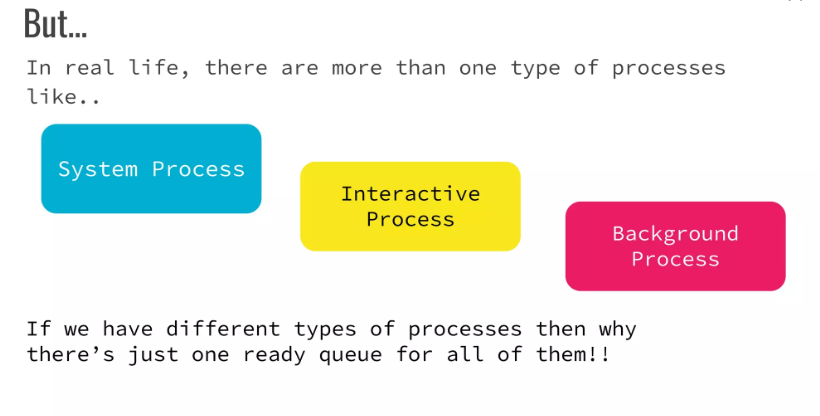 But...
In real life, there are more than one type of processes
like..
System Process
Interactive
Process
Background
Process
If we have different types of processes then why
there’s just one ready queue for all of them!!